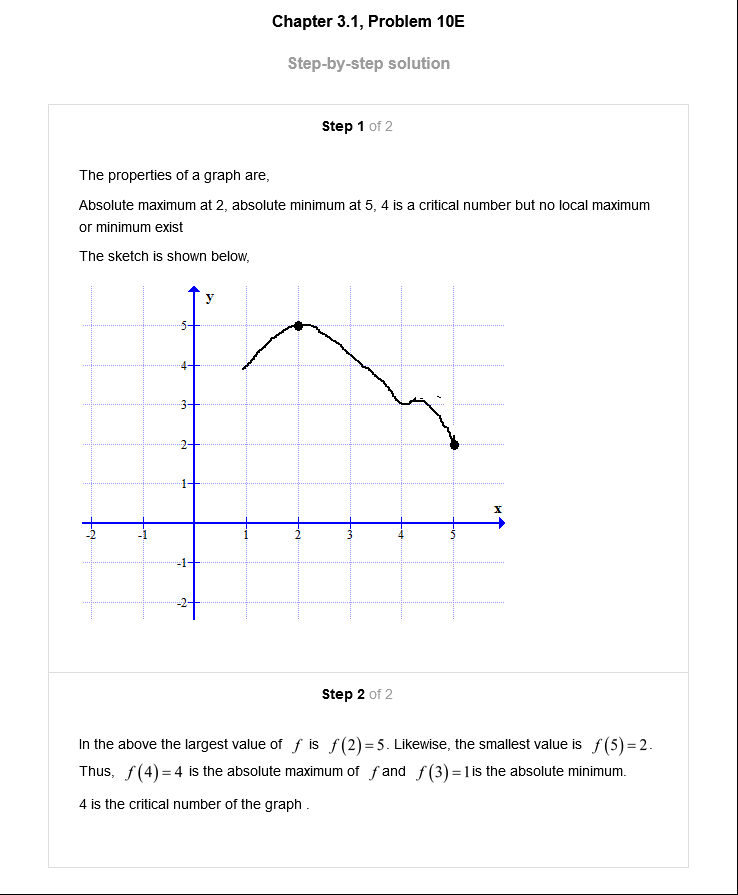 Chapter 3.1, Problem 10E
Step-by-step solution
Step 1 of 2
The properties of a graph are,
Absolute maximum at 2, absolute minimum at 5, 4 is a critical number but no local maximum
or minimum exist
The sketch is shown below,
y
5
4
3
2
1
x
-2 -1 1 2 3 4 5
-1
-2
Step 2 of 2
In the above the largest value of f is f(2)=5. Likewise, the smallest value is f(5)=2.
Thus, f(4)=4 is the absolute maximum of f and f(3)=1 is the absolute minimum.
4 is the critical number of the graph .